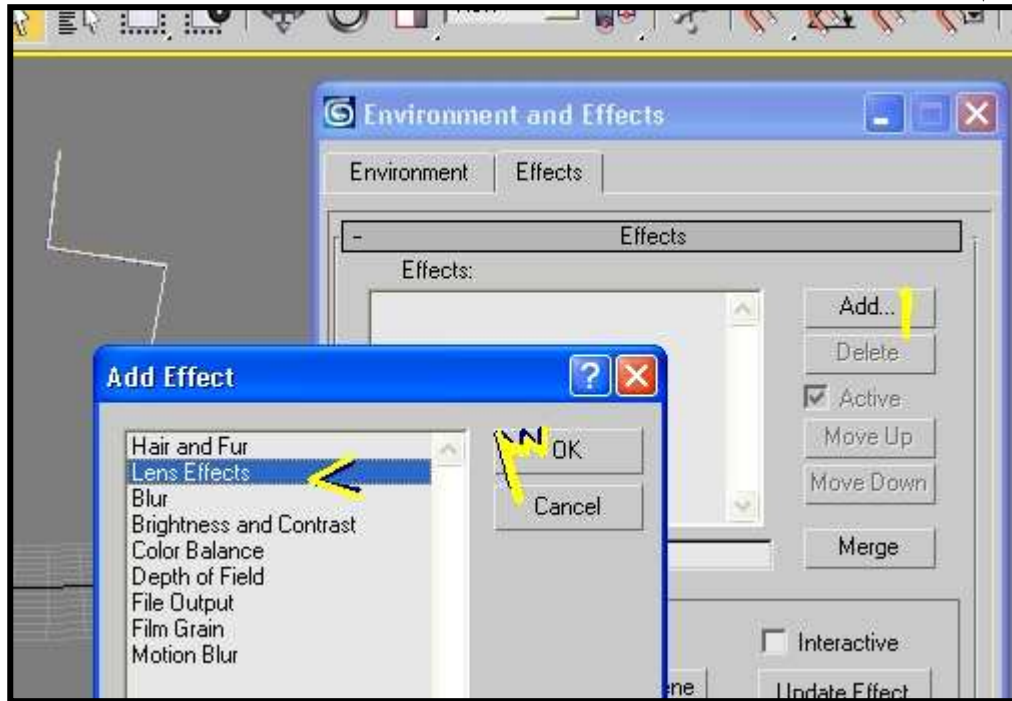 Environment and Effects
Environment
Effects
-
Effects
Effects:
Add...
Delete
Active
Move Up
Move Down
Merge
Interactive
Update Effect
Add Effect
?
Hair and Fur
Lens Effects
Blur
Brightness and Contrast
Color Balance
Depth of Field
File Output
Film Grain
Motion Blur
OK
Cancel